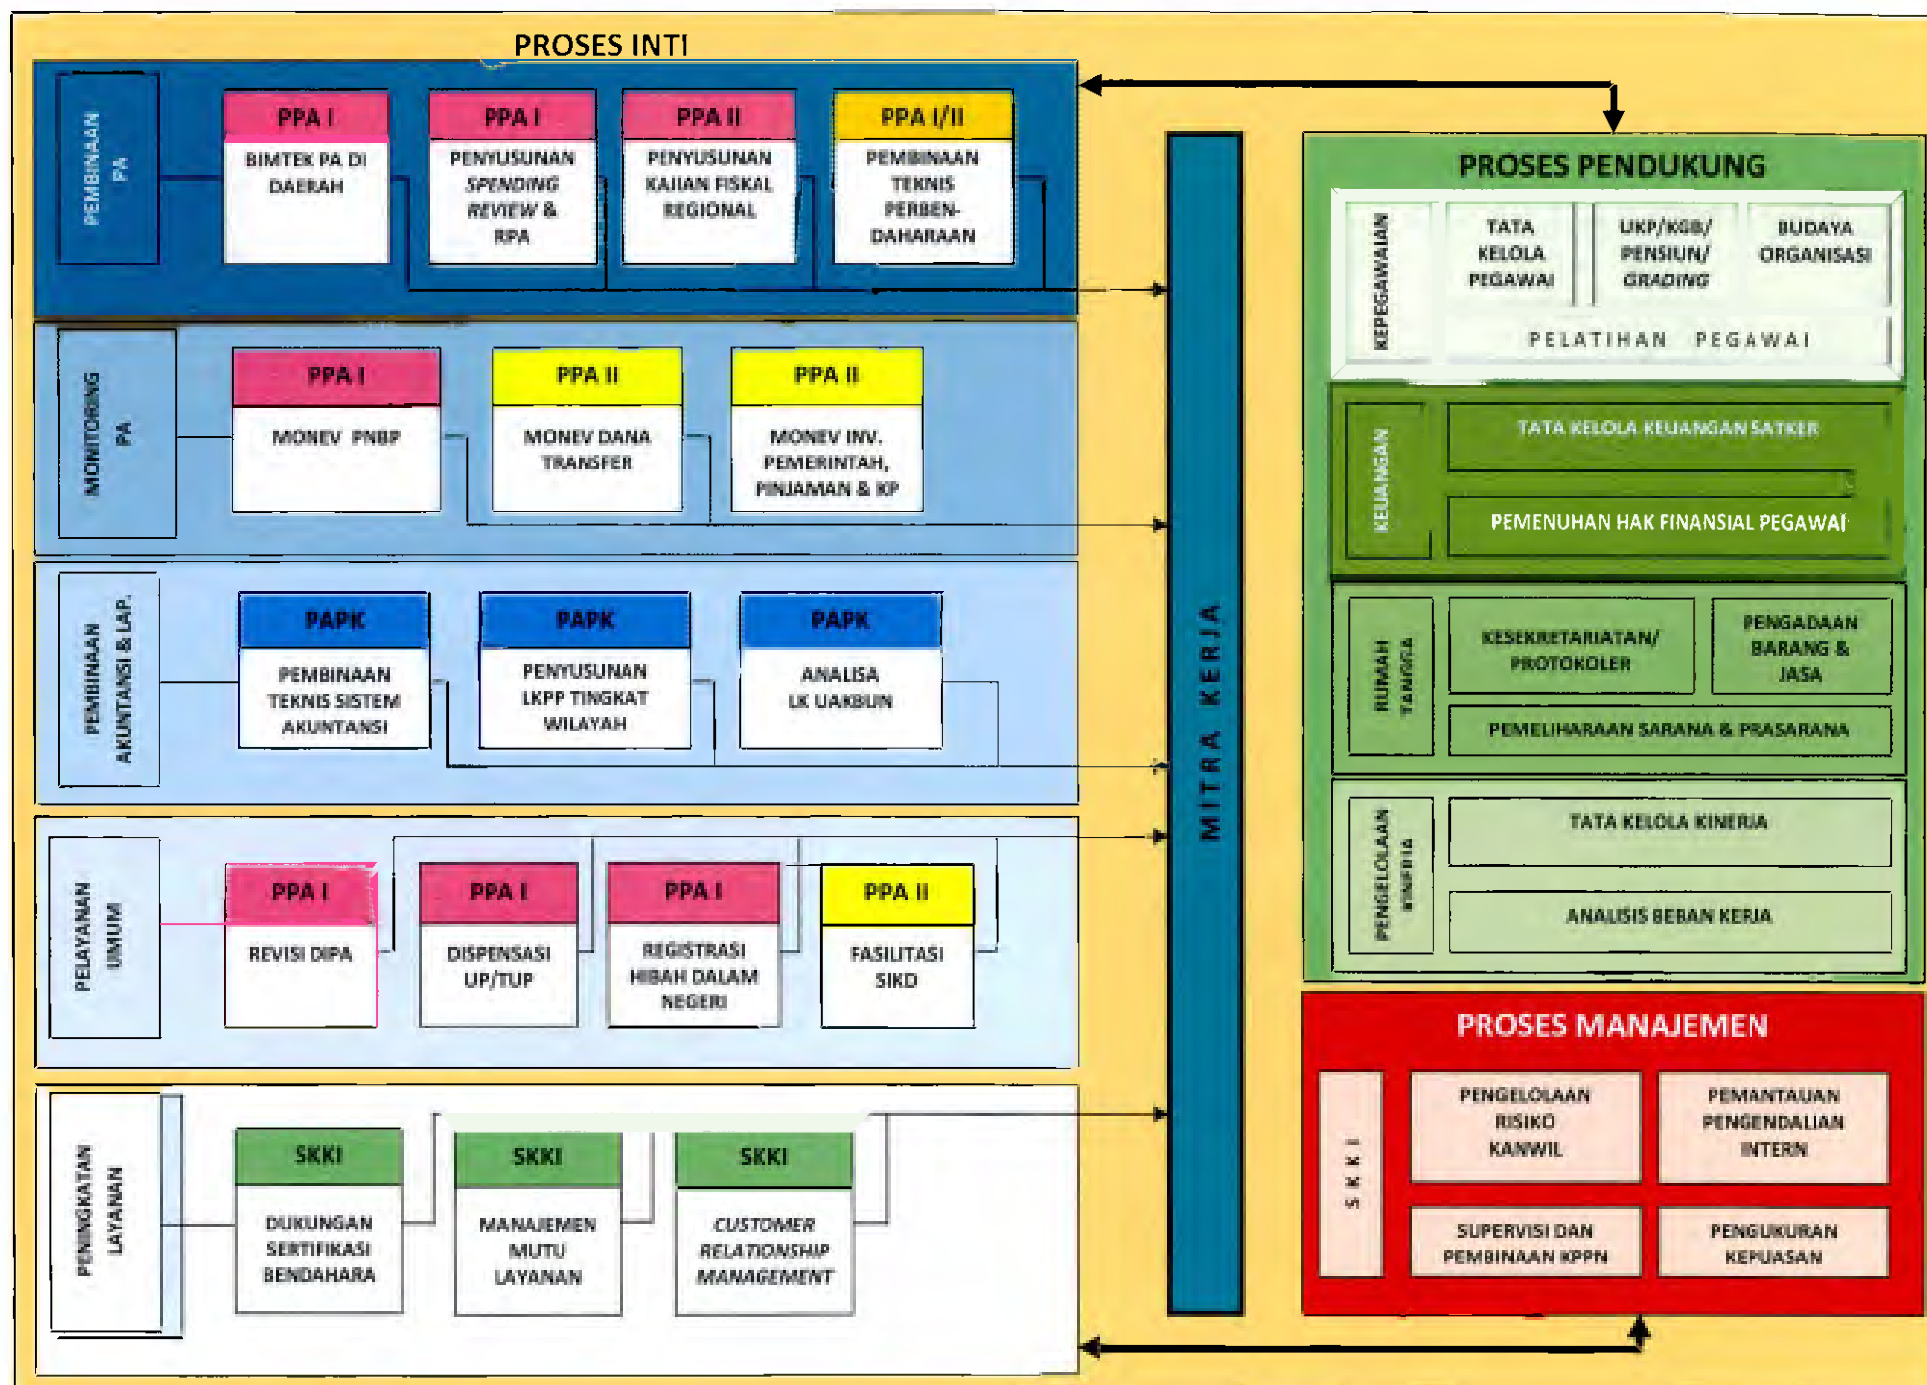 PROSES INTI
PEMBINAAN
PA
PPA I
BIMTEK PA DI
DAERAH
PPA I
PENYUSUNAN
SPENDING
REVIEW &
RPA
PPA II
PENYUSUNAN
KAJIAN FISKAL
REGIONAL
PPA I/II
PEMBINAAN
TEKNIS
PERBEN-
DAHARAAN
MONITORING
PA
PPA I
MONEV PNBP
PPA II
MONEV DANA
TRANSFER
PPA II
MONEV INV.
PEMERINTAH,
PINJAMAN & KP
PEMBINAAN
AKUNTANSI & LAP.
PAPK
PEMBINAAN
TEKNIS SISTEM
AKUNTANSI
PAPK
PENYUSUNAN
LKPP TINGKAT
WILAYAH
PAPK
ANALISA
LK UAKBUN
PELAYANAN
UMUM
PPA I
REVISI DIPA
PPA I
DISPENSASI
UP/TUP
PPA I
REGISTRASI
HIBAH DALAM
NEGERI
PPA II
FASILITASI
SIKD
PENINGKATAN
LAYANAN
SKKI
DUKUNGAN
SERTIFIKASI
BENDAHARA
SKKI
MANAJEMEN
MUTU
LAYANAN
SKKI
CUSTOMER
RELATIONSHIP
MANAGEMENT
MITRA KERJA
PROSES PENDUKUNG
KEPEGAWAIAN
TATA
KELOLA
PEGAWAI
UKP/KGB/
PENSIUN/
GRADING
BUDAYA
ORGANISASI
PELATIHAN PEGAWAI
KEUANGAN
TATA KELOLA KEUANGAN SATKER
PEMENUHAN HAK FINANSIAL PEGAWAI
RUMAH
TANGGA
KESEKRETARIATAN/
PROTOKOLER
PENGADAAN
BARANG &
JASA
PEMELIHARAAN SARANA & PRASARANA
PENGELOLAAN
KINERJA
TATA KELOLA KINERJA
ANALISIS BEBAN KERJA
PROSES MANAJEMEN
SKKI
PENGELOLAAN
RISIKO
KANWIL
PEMANTAUAN
PENGENDALIAN
INTERN
SUPERVISI DAN
PEMBINAAN KPPN
PENGUKURAN
KEPUASAN